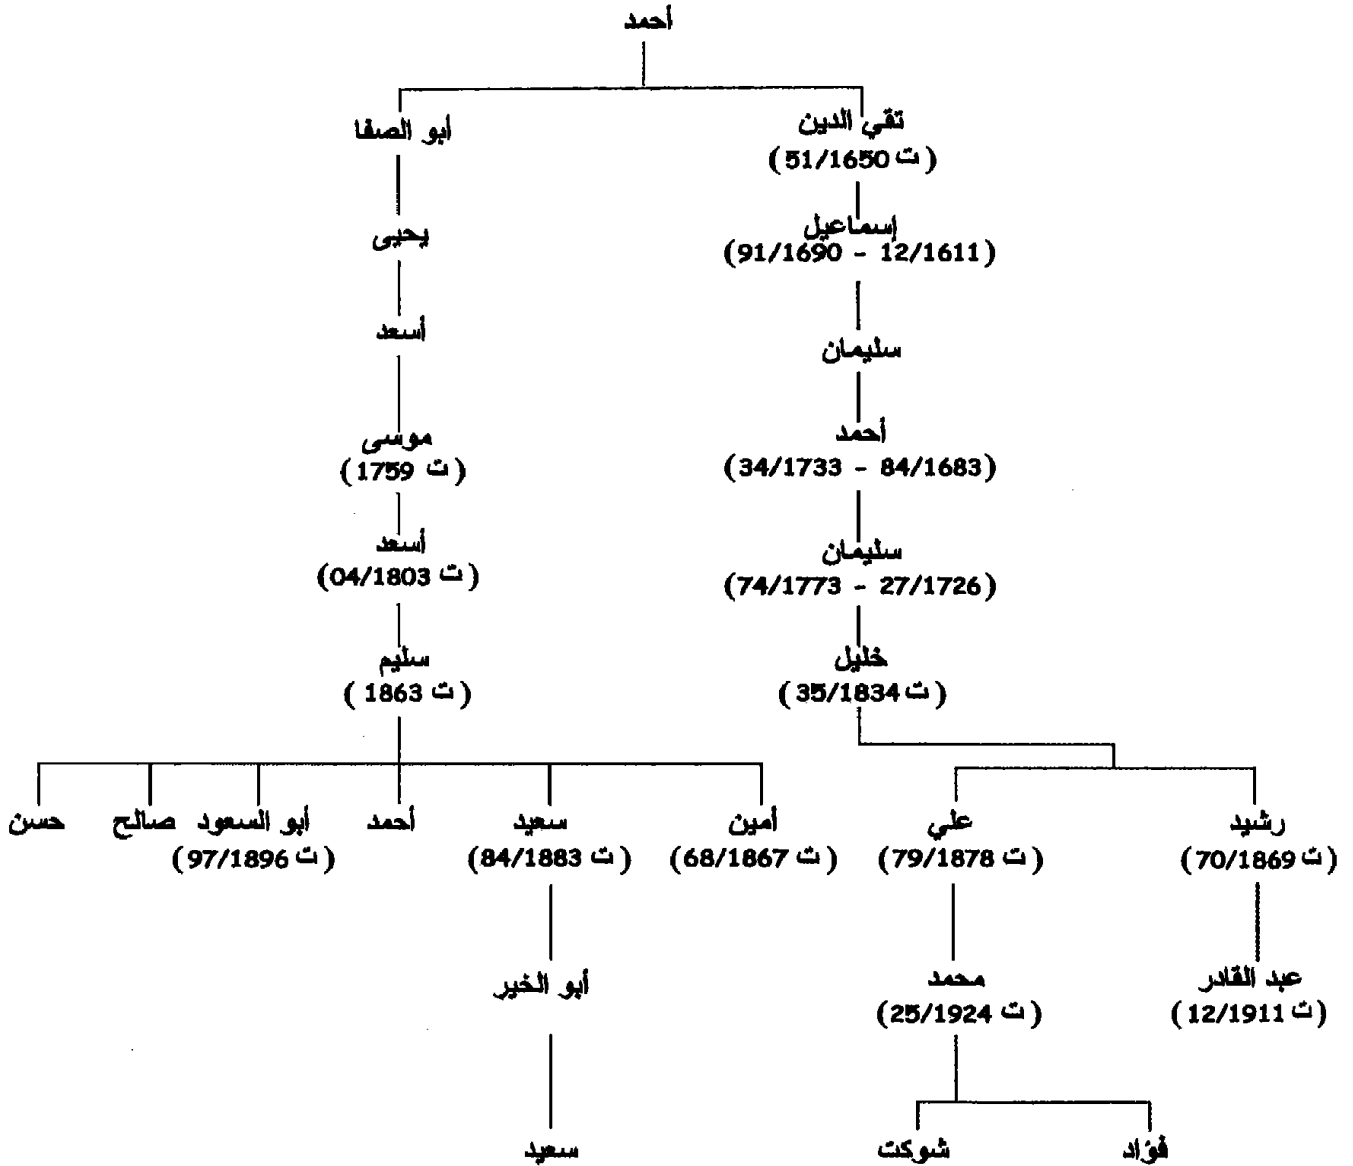 أحمد
تقي الدين
(ت 51/1650)
أبو الصفا
إسماعيل
(91/1690 - 12/1611)
يحيى
أسعد
سليمان
أحمد
(34/1733 - 84/1683)
موسى
(ت 1759)
أسعد
(ت 04/1803)
سليمان
(74/1773 - 27/1726)
خليل
(ت 35/1834)
سليم
(ت 1863)
رشيد
(ت 70/1869)
علي
(ت 79/1878)
أمين
(ت 68/1867)
سعيد
(ت 84/1883)
أحمد
أبو السعود
(ت 97/1896)
صالح
حسن
عبد القادر
(ت 12/1911)
محمد
(ت 25/1924)
أبو الخير
فؤاد
شوكت
سعيد